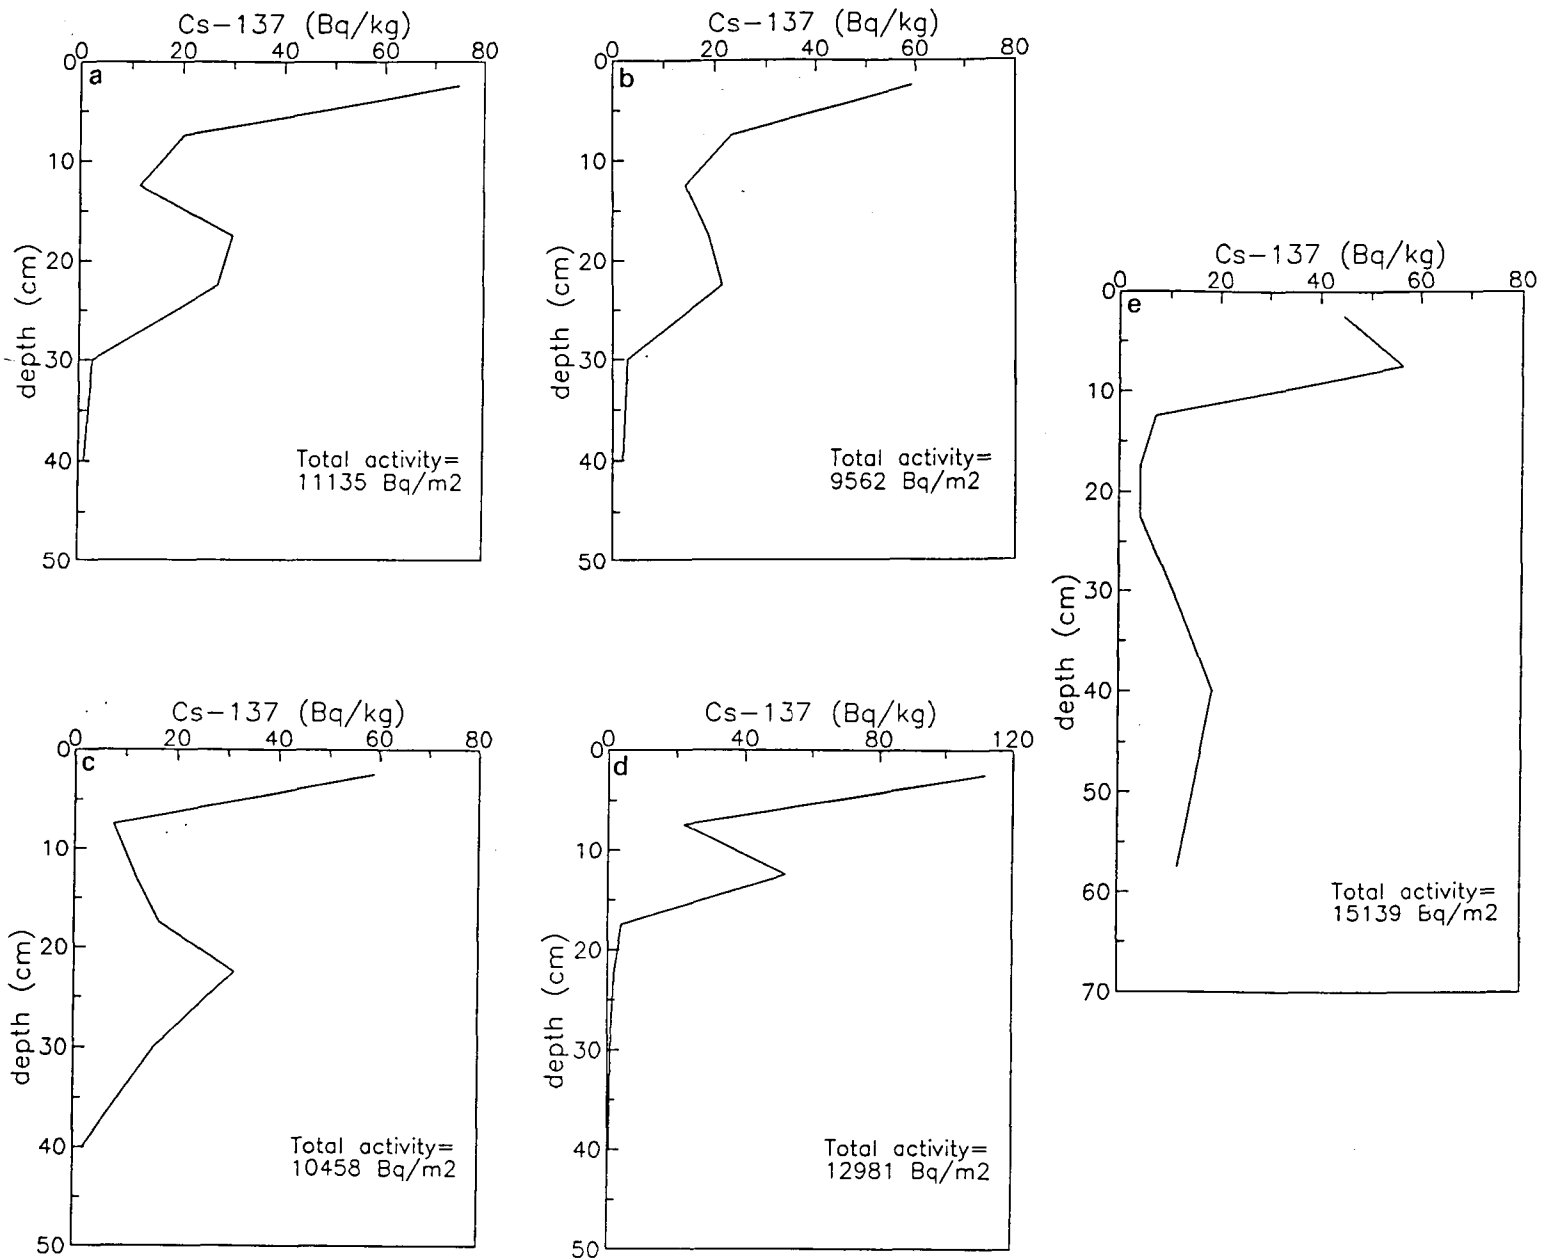 Cs-137 (Bq/kg)
0 20 40 60 80
a
0
10
20
30
40
50
depth (cm)
Total activity=
11135 Bq/m2
Cs-137 (Bq/kg)
0 20 40 60 80
b
0
10
20
30
40
50
depth (cm)
Total activity=
9562 Bq/m2
Cs-137 (Bq/kg)
0 20 40 60 80
c
0
10
20
30
40
50
depth (cm)
Total activity=
10458 Bq/m2
Cs-137 (Bq/kg)
0 40 80 120
d
0
10
20
30
40
50
depth (cm)
Total activity=
12981 Bq/m2
Cs-137 (Bq/kg)
0 20 40 60 80
e
0
10
20
30
40
50
60
70
depth (cm)
Total activity=
15139 Bq/m2